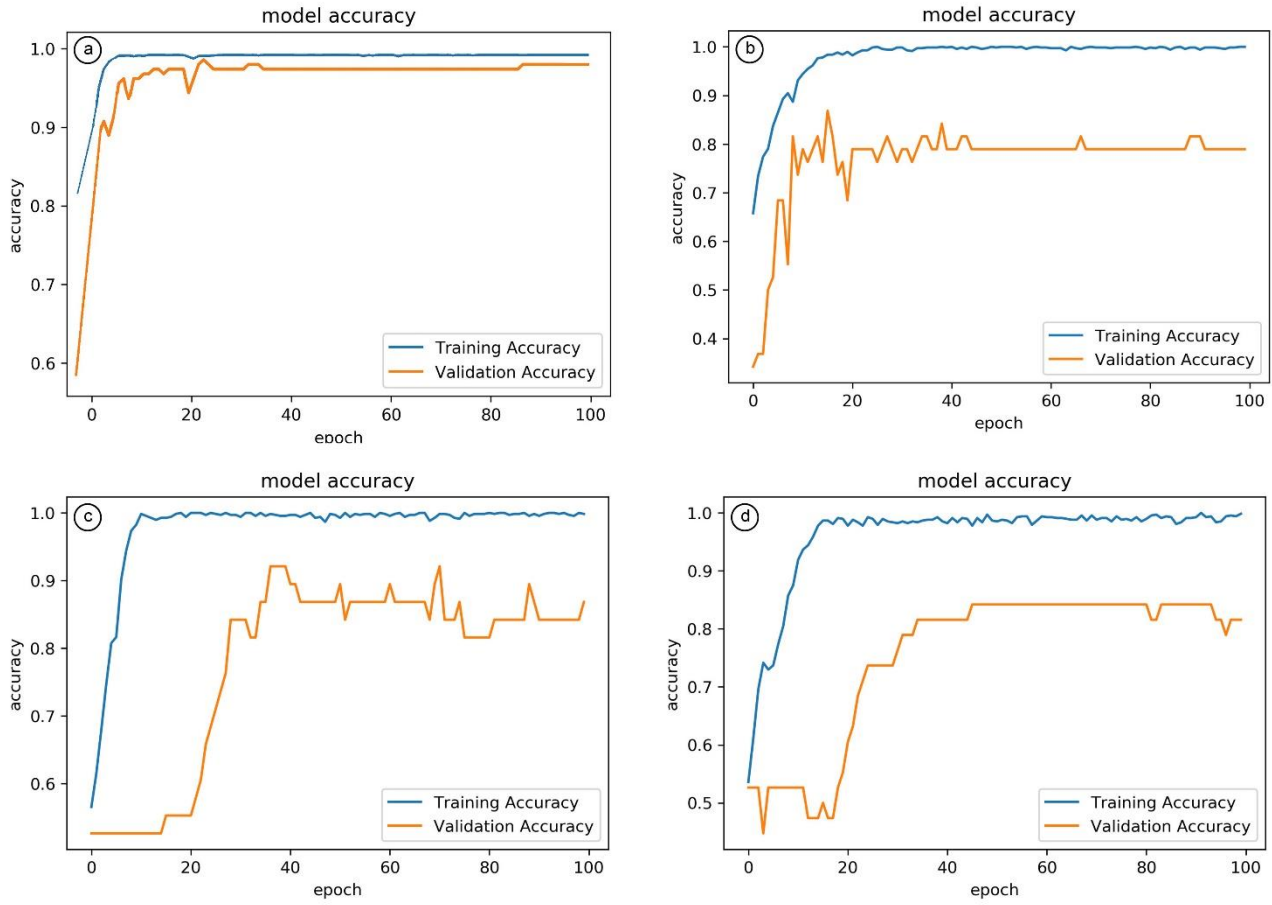 model accuracy
a
1.0
0.9
0.8
0.7
0.6
accuracy
Training Accuracy
Validation Accuracy
0 20 40 60 80 100
epoch
model accuracy
b
1.0
0.9
0.8
0.7
0.6
0.5
0.4
accuracy
Training Accuracy
Validation Accuracy
0 20 40 60 80 100
epoch
model accuracy
c
1.0
0.9
0.8
0.7
0.6
accuracy
Training Accuracy
Validation Accuracy
0 20 40 60 80 100
epoch
model accuracy
d
1.0
0.9
0.8
0.7
0.6
0.5
accuracy
Training Accuracy
Validation Accuracy
0 20 40 60 80 100
epoch